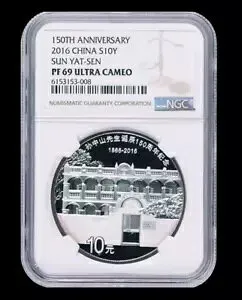 150TH ANNIVERSARY
2016 CHINA S10Y
SUN YAT-SEN
PF 69 ULTRA CAMEO
6153153-008
NUMISMATIC GUARANTY CORPORATION
NGC
孙中山先生诞辰150周年纪念
1866-2016
10元